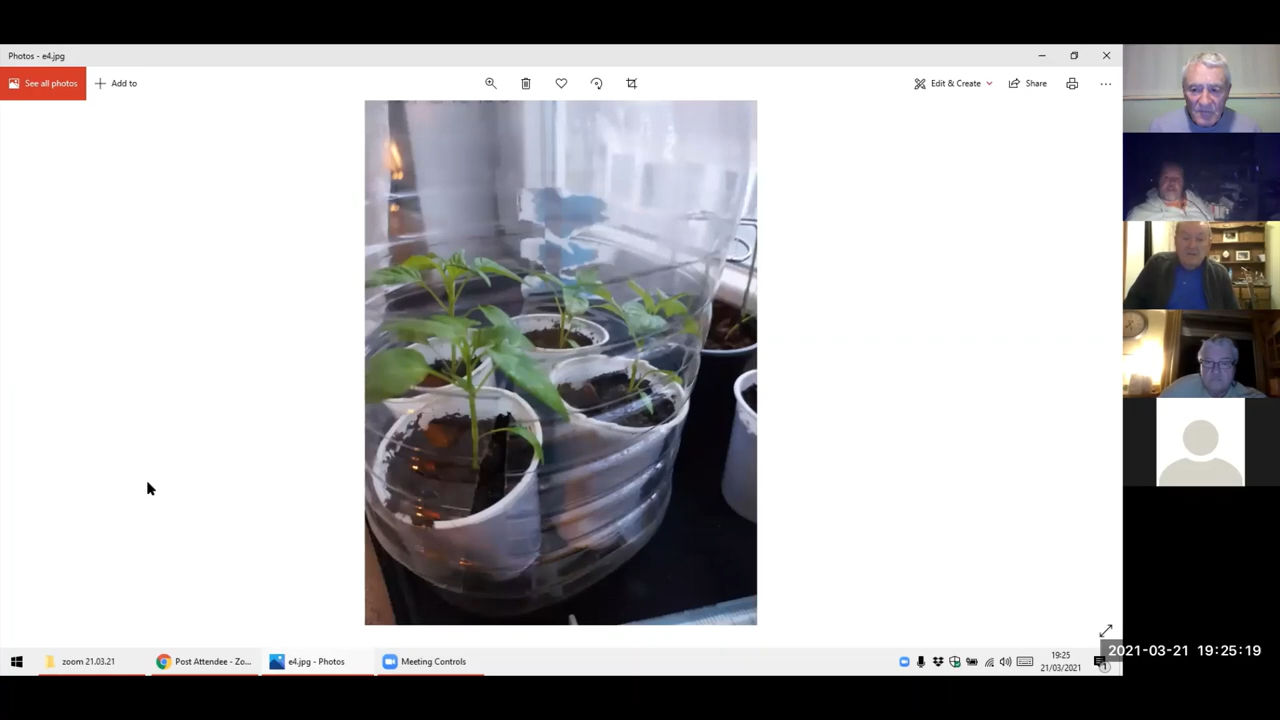 Photos - e4.jpg
See all photos
Add to
Edit & Create
Share
zoom 21.03.21
Post Attendee - Zo...
e4.jpg - Photos
Meeting Controls
19:25
21/03/2021
1
2021-03-21 19:25:19